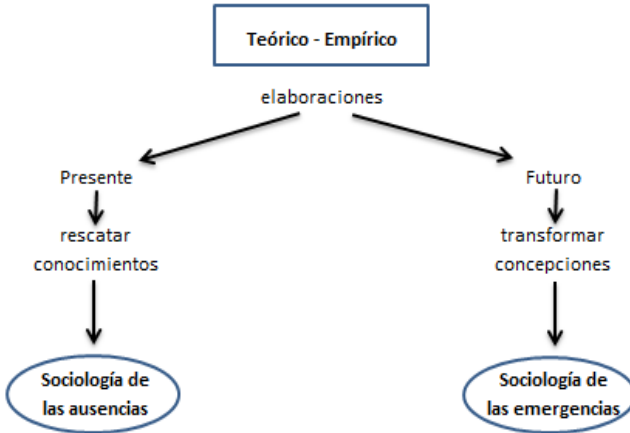 Teórico - Empírico
elaboraciones
Presente
Futuro
rescatar
conocimientos
transformar
concepciones
Sociología de
las ausencias
Sociología de
las emergencias